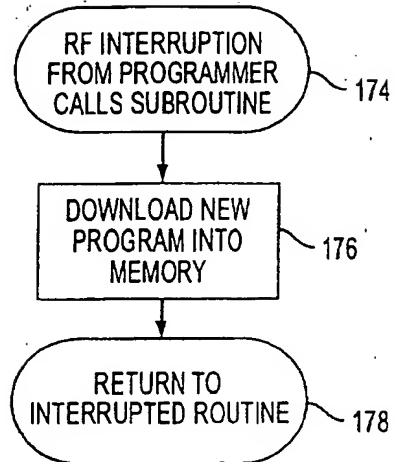 RF INTERRUPTION
FROM PROGRAMMER
CALLS SUBROUTINE
174
DOWNLOAD NEW
PROGRAM INTO
MEMORY
176
RETURN TO
INTERRUPTED ROUTINE
178